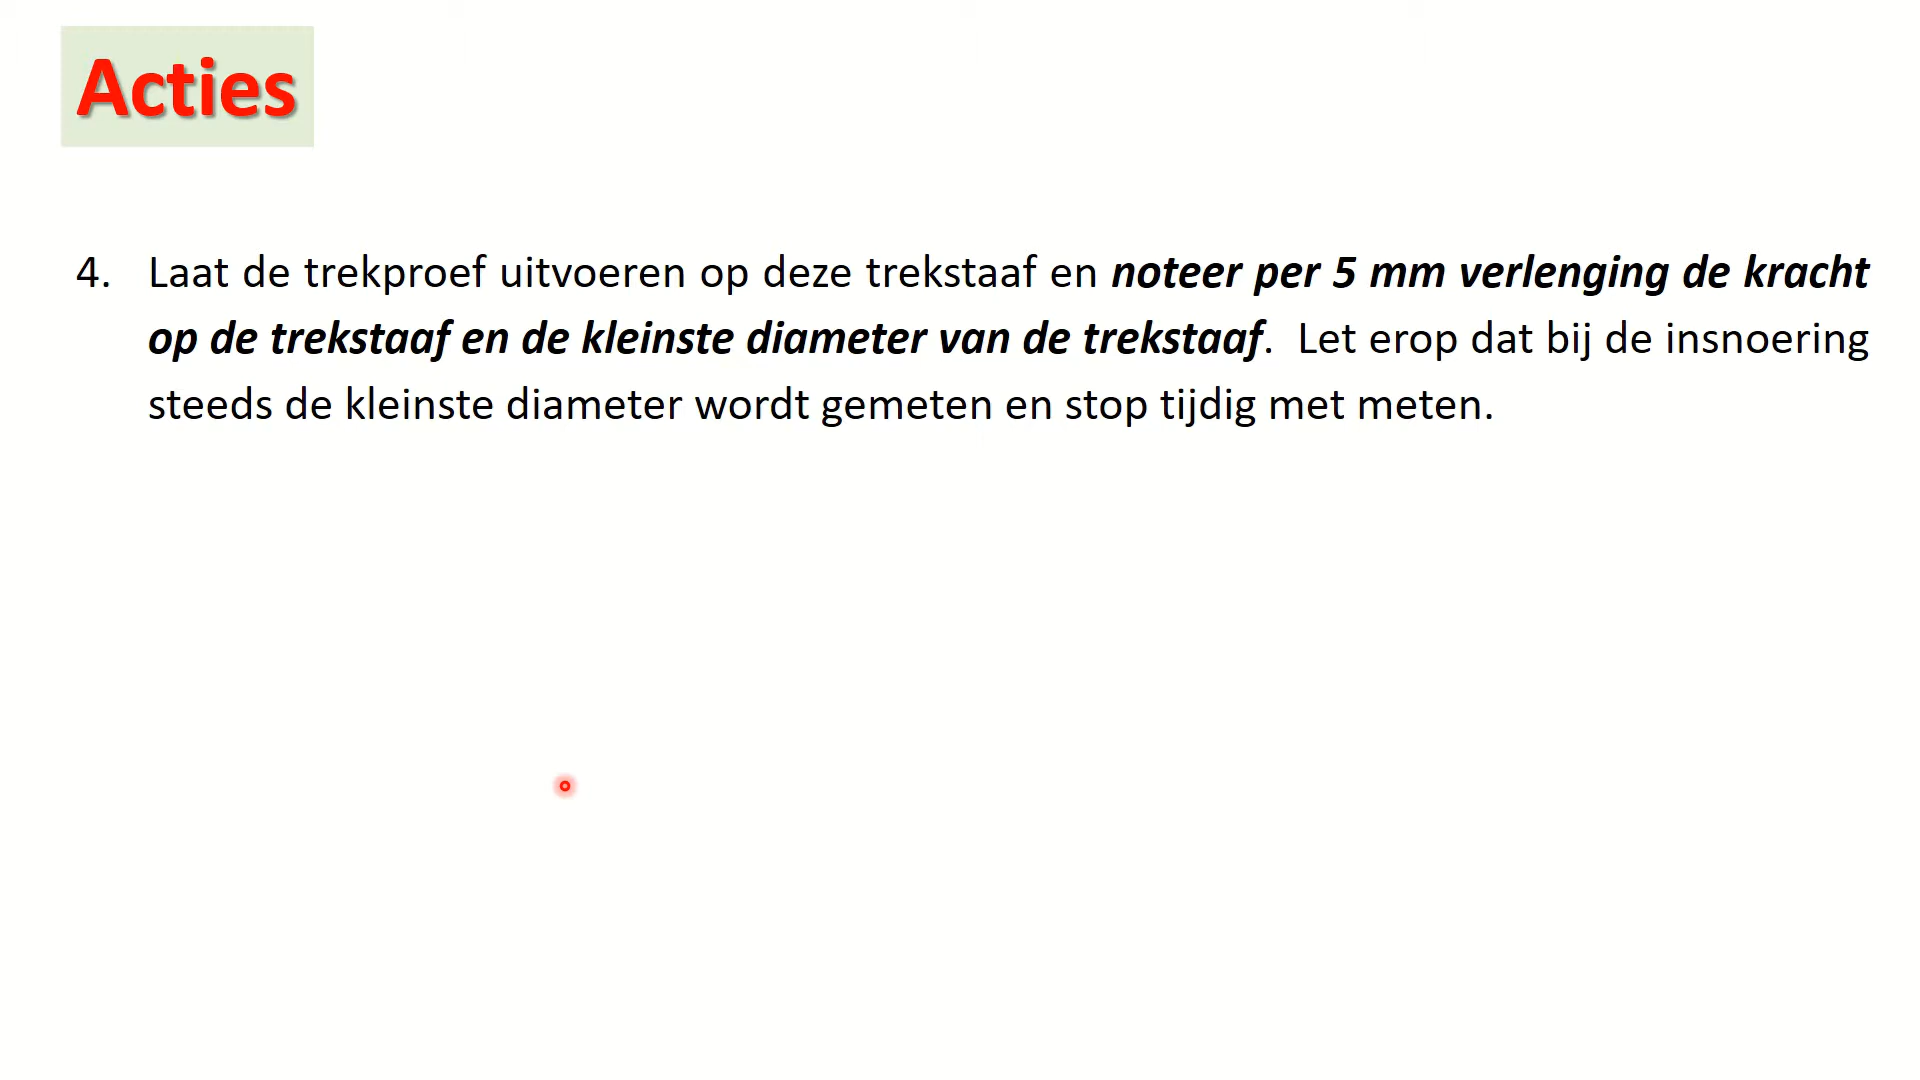 Acties
4. Laat de trekproef uitvoeren op deze trekstaaf en noteer per 5 mm verlenging de kracht
op de trekstaaf en de kleinste diameter van de trekstaaf. Let erop dat bij de insnoering
steeds de kleinste diameter wordt gemeten en stop tijdig met meten.